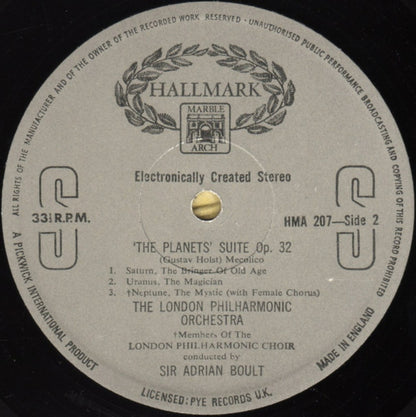 ALL RIGHTS OF THE MANUFACTURER AND OF THE OWNER OF THE RECORDED WORK RESERVED - UNAUTHORISED PUBLIC PERFORMANCE BROADCASTING AND COPYING OF THIS RECORD PROHIBITED
HALLMARK
MARBLE
ARCH
Electronically Created Stereo
33⅓ R.P.M.
HMA 207—Side 2
'THE PLANETS' SUITE Op. 32
(Gustav Holst) Mecolico
1. Saturn, The Bringer Of Old Age
2. Uranus, The Magician
3. †Neptune, The Mystic (with Female Chorus)
THE LONDON PHILHARMONIC
ORCHESTRA
†Members Of The
LONDON PHILHARMONIC CHOIR
conducted by
SIR ADRIAN BOULT
A PICKWICK INTERNATIONAL PRODUCT
LICENSED: PYE RECORDS U.K.
MADE IN ENGLAND